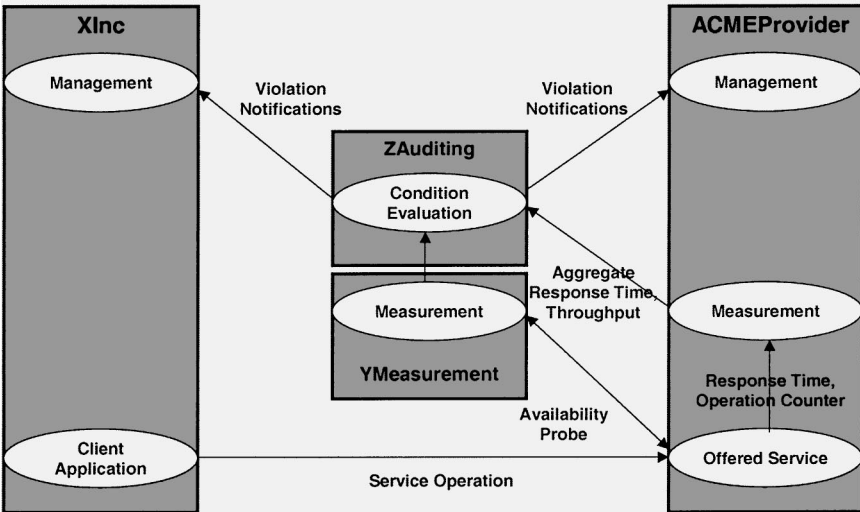 XInc
ACMEProvider
Management
Management
Violation
Notifications
Violation
Notifications
ZAuditing
Condition
Evaluation
Aggregate
Response Time,
Throughput
Measurement
Measurement
YMeasurement
Response Time,
Operation Counter
Availability
Probe
Client
Application
Offered Service
Service Operation